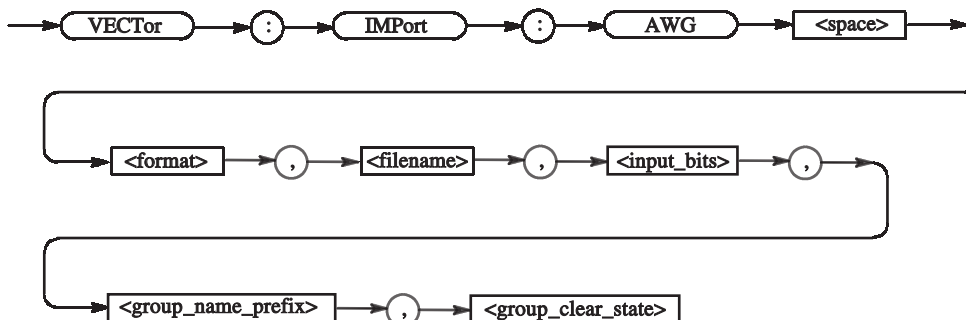 VECTor : IMPort : AWG <space>
<format> , <filename> , <input_bits> ,
<group_name_prefix> , <group_clear_state>